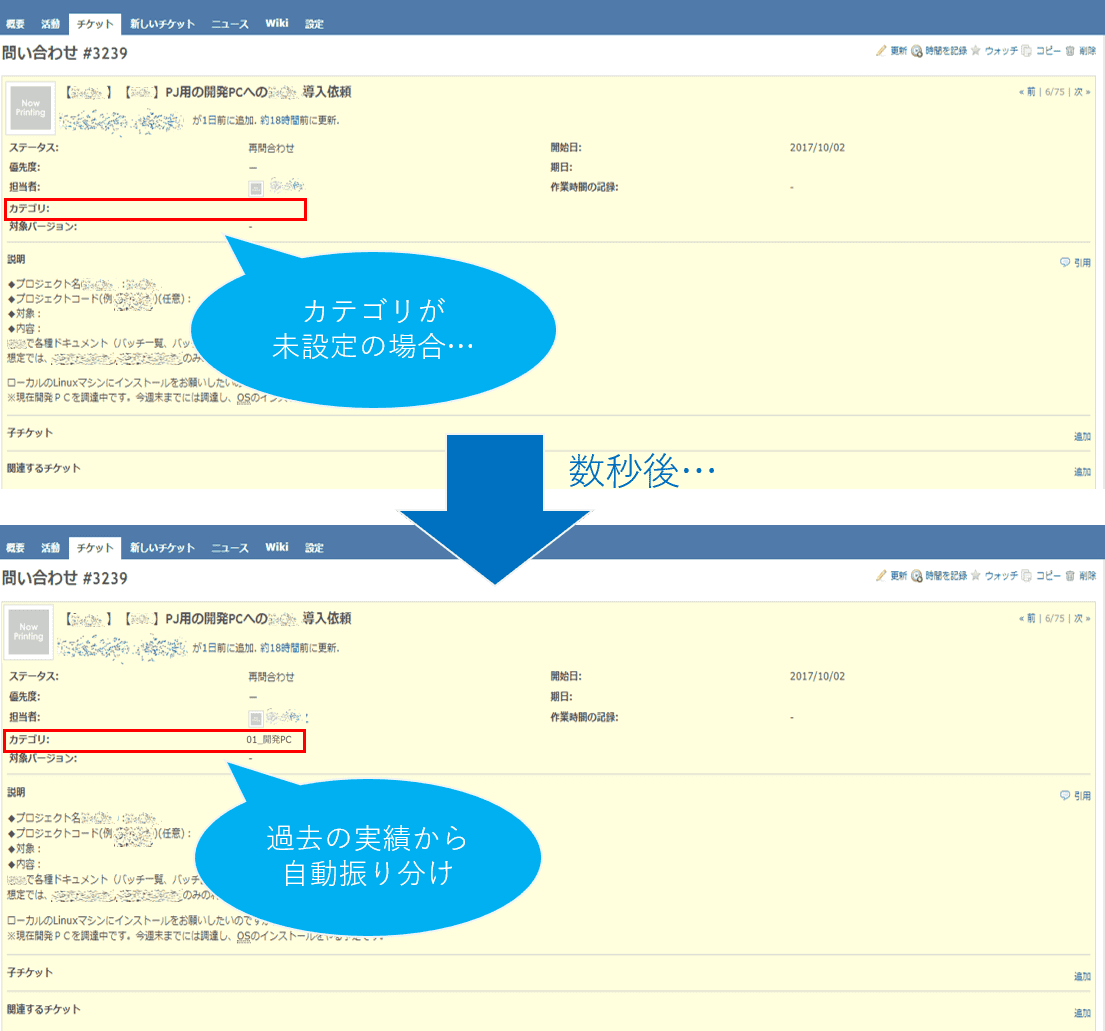 概要 活動 チケット 新しいチケット ニュース Wiki 設定
問い合わせ #3239
更新 時間を記録 ウォッチ コピー 削除
Now Printing
【 】【 】PJ用の開発PCへの 導入依頼
« 前 | 6/75 | 次 »
が1日前に追加. 約18時間前に更新.
ステータス: 再問合わせ 開始日: 2017/10/02
優先度: — 期日:
担当者: 作業時間の記録: -
カテゴリ:
対象バージョン: -
説明
引用
◆プロジェクト名 :
◆プロジェクトコード(例 )(任意) :
◆対象 :
◆内容 :
で各種ドキュメント（バッチ一覧、バッ
想定では、 のみ
ローカルのLinuxマシンにインストールをお願いしたい
※現在開発ＰＣを調達中です。今週末までには調達し、OSのインス
カテゴリが
未設定の場合…
子チケット 追加
関連するチケット 追加
数秒後…
概要 活動 チケット 新しいチケット ニュース Wiki 設定
問い合わせ #3239
更新 時間を記録 ウォッチ コピー 削除
Now Printing
【 】【 】PJ用の開発PCへの 導入依頼
« 前 | 6/75 | 次 »
が1日前に追加. 約18時間前に更新.
ステータス: 再問合わせ 開始日: 2017/10/02
優先度: — 期日:
担当者: 作業時間の記録: -
カテゴリ: 01_開発PC
対象バージョン: -
説明
引用
◆プロジェクト名 :
◆プロジェクトコード(例 )(任意) :
◆対象 :
◆内容 :
で各種ドキュメント（バッチ一覧、バッチ
想定では、 のみの
ローカルのLinuxマシンにインストールをお願いしたいのです
※現在開発ＰＣを調達中です。今週末までには調達し、OSのインストールをやる予定です。
過去の実績から
自動振り分け
子チケット 追加
関連するチケット 追加